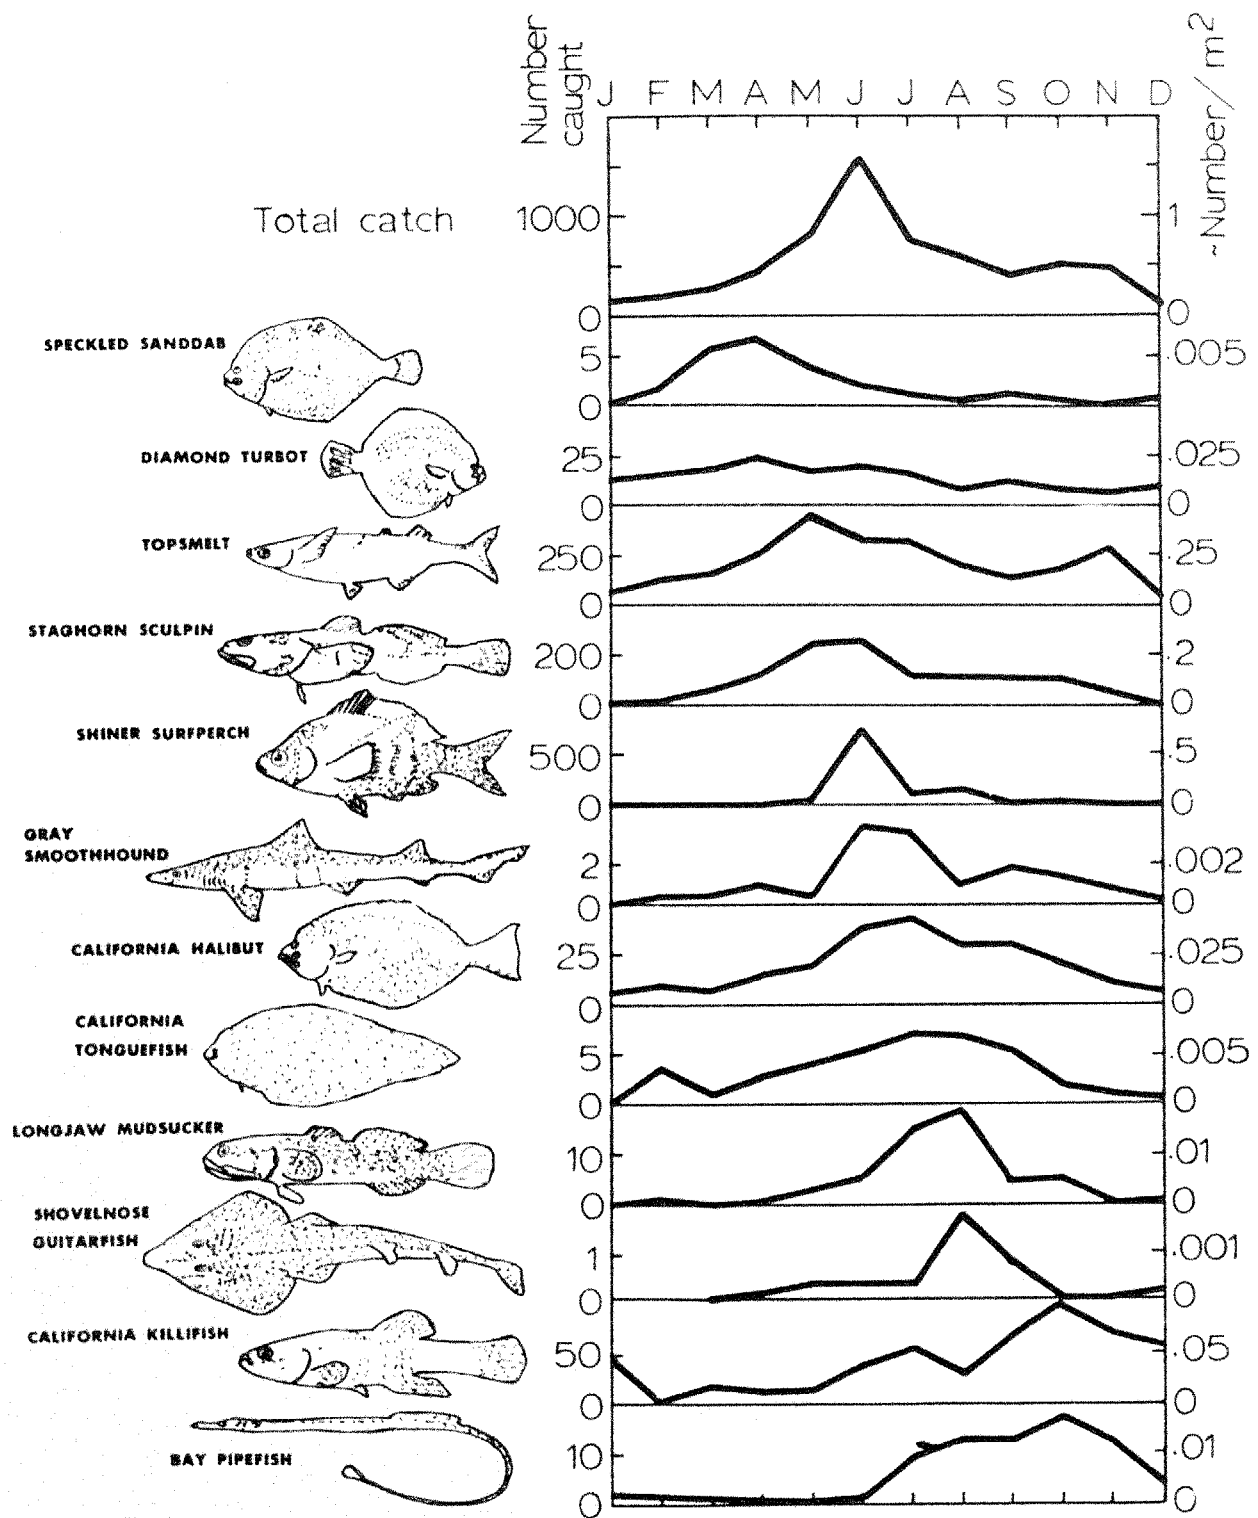 Number
caught
J F M A M J J A S O N D
~Number/m²
Total catch
1000
0
1
0
SPECKLED SANDDAB
5
0
.005
DIAMOND TURBOT
25
0
.025
0
TOPSMELT
250
0
.25
0
STAGHORN SCULPIN
200
0
.2
0
SHINER SURFPERCH
500
0
.5
0
GRAY
SMOOTHHOUND
2
0
.002
0
CALIFORNIA HALIBUT
25
0
.025
0
CALIFORNIA
TONGUEFISH
5
0
.005
0
LONGJAW MUDSUCKER
10
0
.01
0
SHOVELNOSE
GUITARFISH
1
0
.001
0
CALIFORNIA KILLIFISH
50
0
.05
0
BAY PIPEFISH
10
0
.01
0